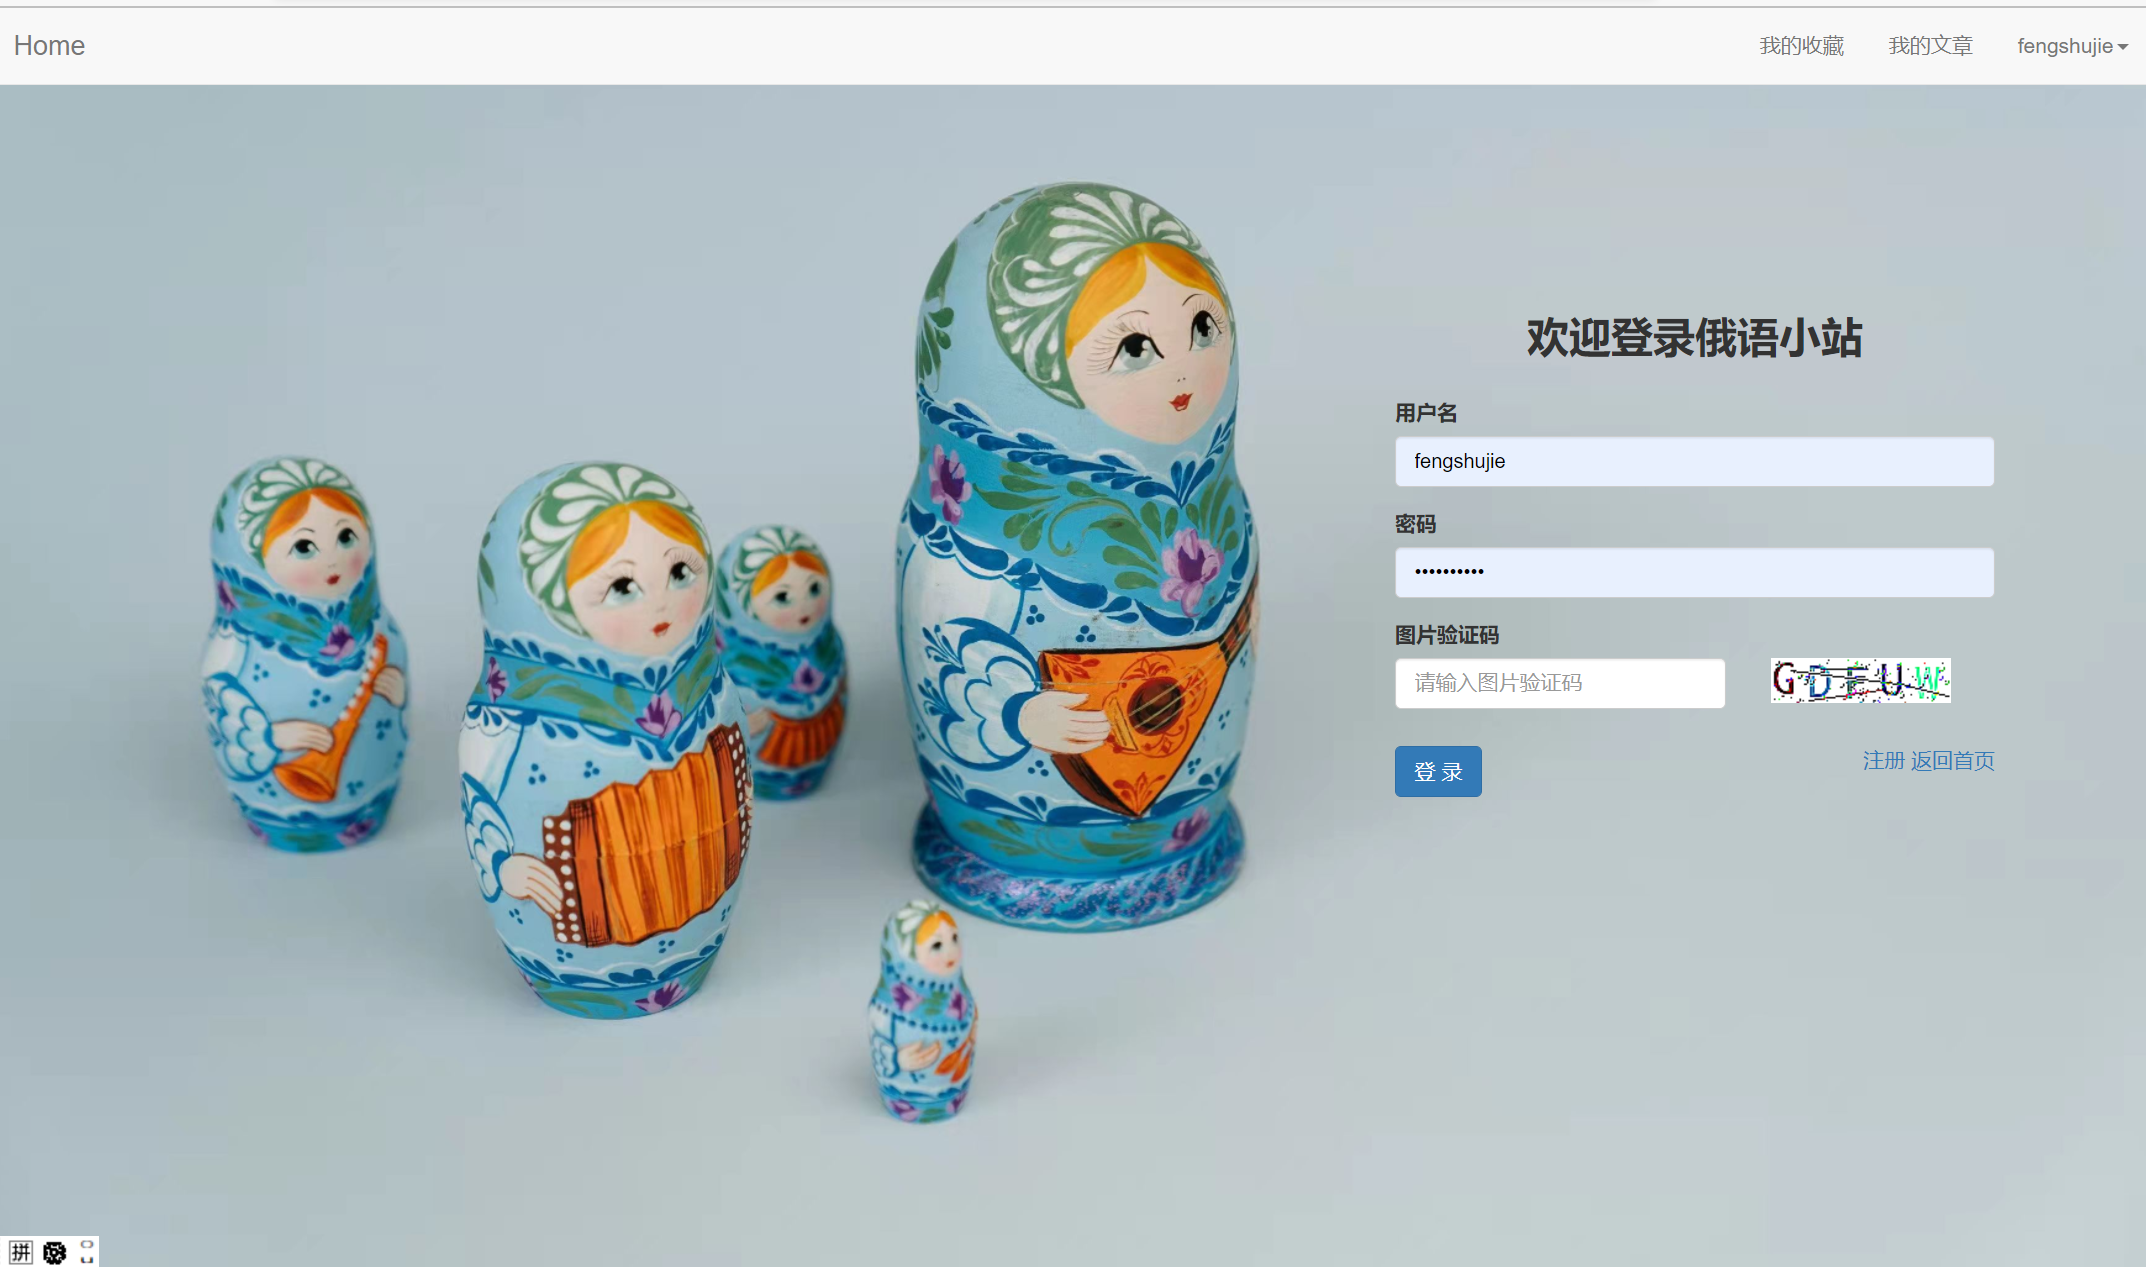 Home 我的收藏 我的文章 fengshujie
欢迎登录俄语小站
用户名
fengshujie
密码
••••••••••
图片验证码
请输入图片验证码 GDEUW
登 录 注册 返回首页
拼